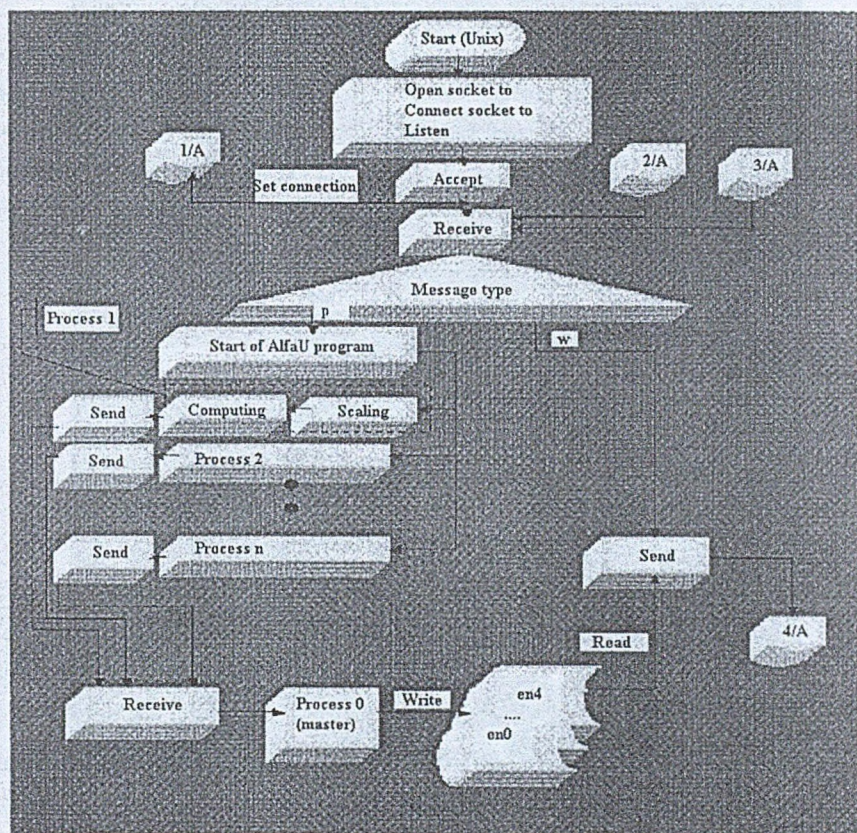 Start (Unix)
Open socket to
Connect socket to
Listen
1/A
2/A
3/A
Set connection
Accept
Receive
Message type
Process 1
p
w
Start of AlfaU program
Send
Computing
Scaling
Send
Process 2
Send
Process n
Send
Read
4/A
Receive
Process 0
(master)
Write
en4
....
en0